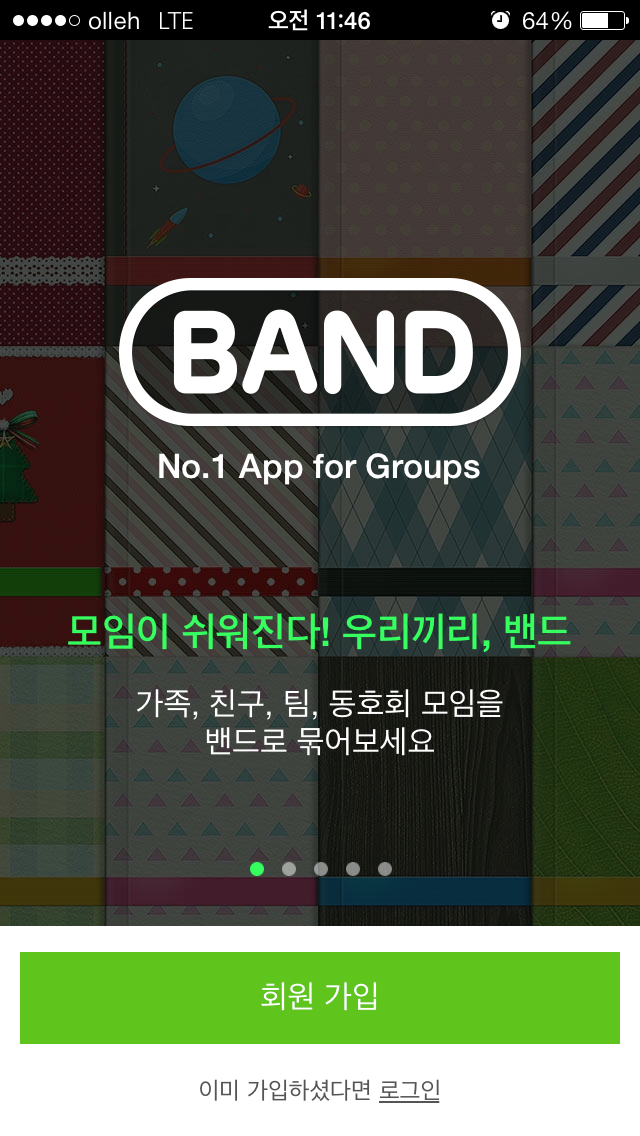 olleh LTE 오전 11:46 64%
BAND
No.1 App for Groups
모임이 쉬워진다! 우리끼리, 밴드
가족, 친구, 팀, 동호회 모임을
밴드로 묶어보세요
회원 가입
이미 가입하셨다면 로그인